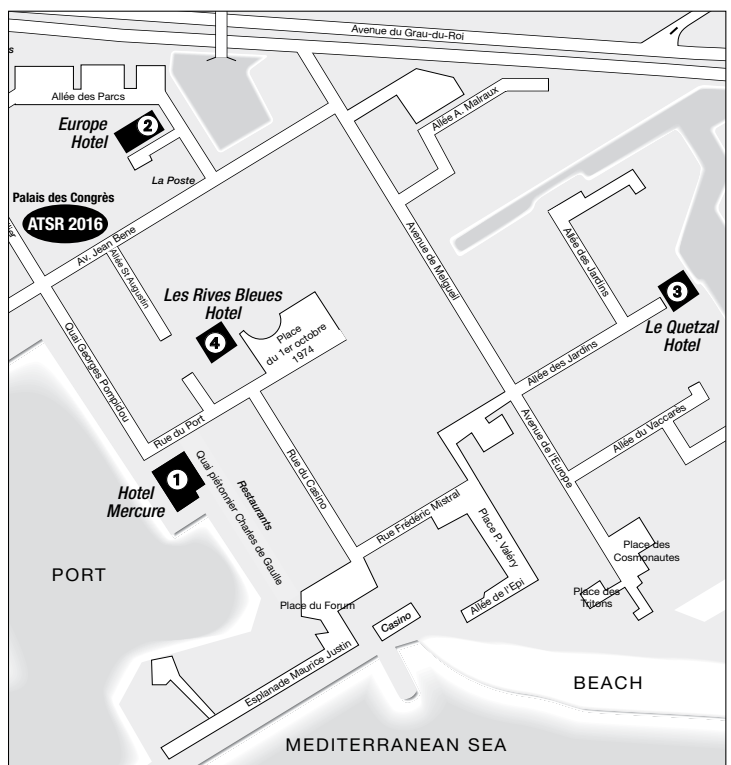 Avenue du Grau-du-Roi
Allée des Parcs
Europe
Hotel
2
Allée A. Malraux
La Poste
Palais des Congrès
ATSR 2016
Av. Jean Bene
Allée St Augustin
Avenue de Melgueil
Allée des Jardins
3
Le Quetzal
Hotel
Les Rives Bleues
Hotel
4
Place
du 1er octobre
1974
Quai Georges Pompidou
Allée des Jardins
Rue du Port
Avenue de l'Europe
Allée du Vaccarès
1
Hotel
Mercure
Restaurants
Quai piétonnier Charles de Gaulle
Rue du Casino
Rue Frédéric Mistral
Place P. Valéry
Place des
Cosmonautes
PORT
Place du Forum
Place des
Tritons
Allée de l'Epi
Casino
Esplanade Maurice Justin
BEACH
MEDITERRANEAN SEA